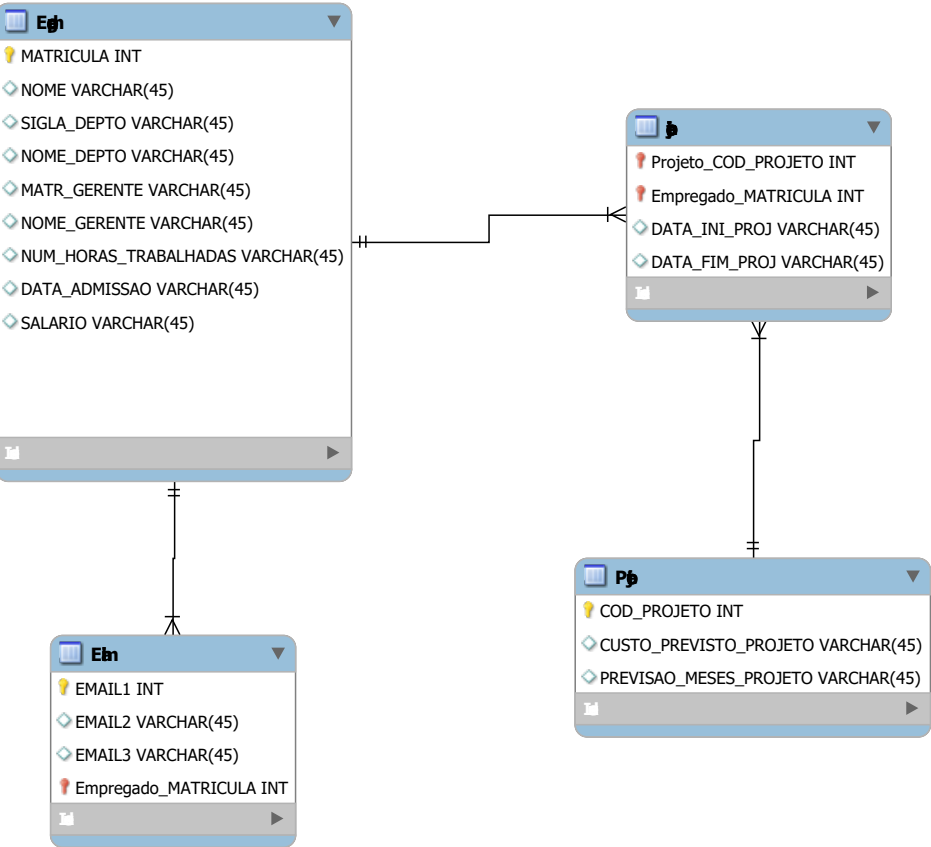 MATRICULA INT
NOME VARCHAR(45)
SIGLA_DEPTO VARCHAR(45)
NOME_DEPTO VARCHAR(45)
MATR_GERENTE VARCHAR(45)
NOME_GERENTE VARCHAR(45)
NUM_HORAS_TRABALHADAS VARCHAR(45)
DATA_ADMISSAO VARCHAR(45)
SALARIO VARCHAR(45)
Projeto_COD_PROJETO INT
Empregado_MATRICULA INT
DATA_INI_PROJ VARCHAR(45)
DATA_FIM_PROJ VARCHAR(45)
EMAIL1 INT
EMAIL2 VARCHAR(45)
EMAIL3 VARCHAR(45)
Empregado_MATRICULA INT
COD_PROJETO INT
CUSTO_PREVISTO_PROJETO VARCHAR(45)
PREVISAO_MESES_PROJETO VARCHAR(45)